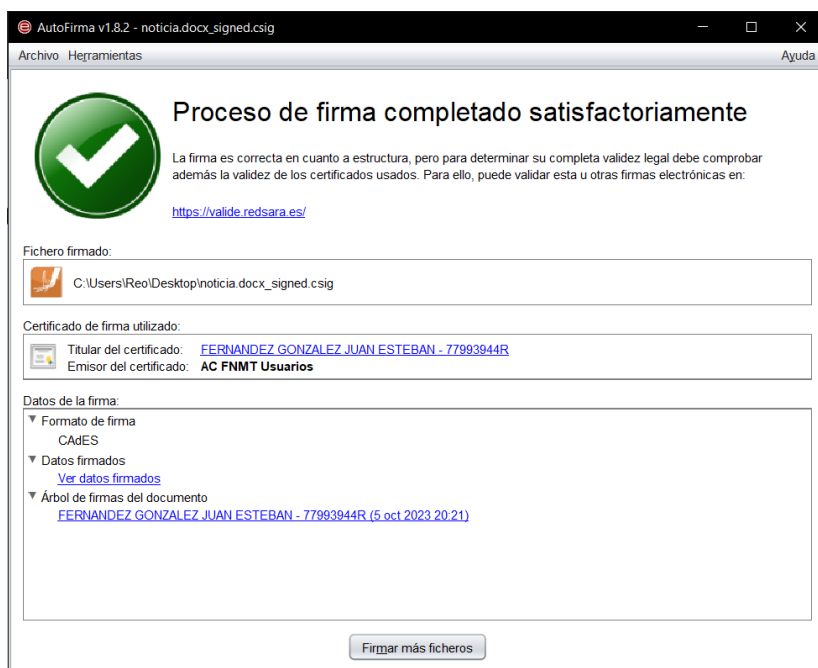 AutoFirma v1.8.2 - noticia.docx_signed.csig
Archivo Herramientas Ayuda
Proceso de firma completado satisfactoriamente
La firma es correcta en cuanto a estructura, pero para determinar su completa validez legal debe comprobar
además la validez de los certificados usados. Para ello, puede validar esta u otras firmas electrónicas en:
https://valide.redsara.es/
Fichero firmado:
C:\Users\Reo\Desktop\noticia.docx_signed.csig
Certificado de firma utilizado:
Titular del certificado: FERNANDEZ GONZALEZ JUAN ESTEBAN - 77993944R
Emisor del certificado: AC FNMT Usuarios
Datos de la firma:
Formato de firma
CAdES
Datos firmados
Ver datos firmados
Árbol de firmas del documento
FERNANDEZ GONZALEZ JUAN ESTEBAN - 77993944R (5 oct 2023 20:21)
Firmar más ficheros